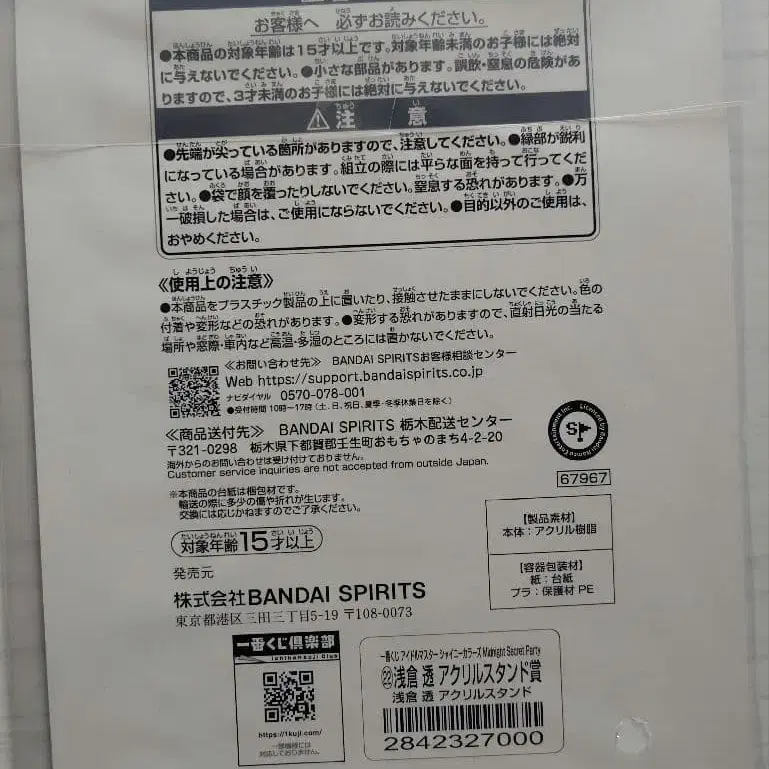 お客様へ 必ずお読みください。
●本商品の対象年齢は15才以上です。対象年齢未満のお子様には絶対
に与えないでください。●小さな部品があります。誤飲・窒息の危険があ
りますので、3才未満のお子様には絶対に与えないでください。
⚠注意
●先端が尖っている箇所がありますので、注意してください。●縁部が鋭利
になっている場合があります。組立の際には平らな面を持って行ってくだ
さい。●袋で顔を覆ったりしないでください。窒息する恐れがあります。●万
一破損した場合は、ご使用にならないでください。●目的以外のご使用は、
おやめください。
《使用上の注意》
●本商品をプラスチック製品の上に置いたり、接触させたままにしないでください。色の
付着や変形などの恐れがあります。●変形する恐れがありますので、直射日光の当たる
場所や窓際・車内など高温・多湿のところには置かないでください。
≪お問い合わせ先≫ BANDAI SPIRITSお客様相談センター
Web https://support.bandaispirits.co.jp
ナビダイヤル 0570-078-001
●受付時間 10時～17時(土、日、祝日、夏季・冬季休業日を除く)
≪商品送付先≫ BANDAI SPIRITS 栃木配送センター
〒321-0298 栃木県下都賀郡壬生町おもちゃのまち4-2-20
海外からのお問い合わせは受け付けておりません。
Customer service inquiries are not accepted from outside Japan.
Licensed by Bandai Namco Entertainment Inc.
SP
67967
※本商品の台紙は梱包材です。
輸送の際に多少の傷や折れが生じます。
交換には応じかねますのでご了承ください。
対象年齢15才以上
【製品素材】
本体:アクリル樹脂
【容器包装材】
紙:台紙
プラ:保護材 PE
発売元
株式会社BANDAI SPIRITS
東京都港区三田三丁目5-19 〒108-0073
一番くじ倶楽部
Ichibankuji Club
https://1kuji.com/
一部機種には
対応しておりません
一番くじ アイドルマスター シャイニーカラーズ Midnight Secret Party
㉒浅倉 透 アクリルスタンド賞
浅倉 透 アクリルスタンド
2842327000